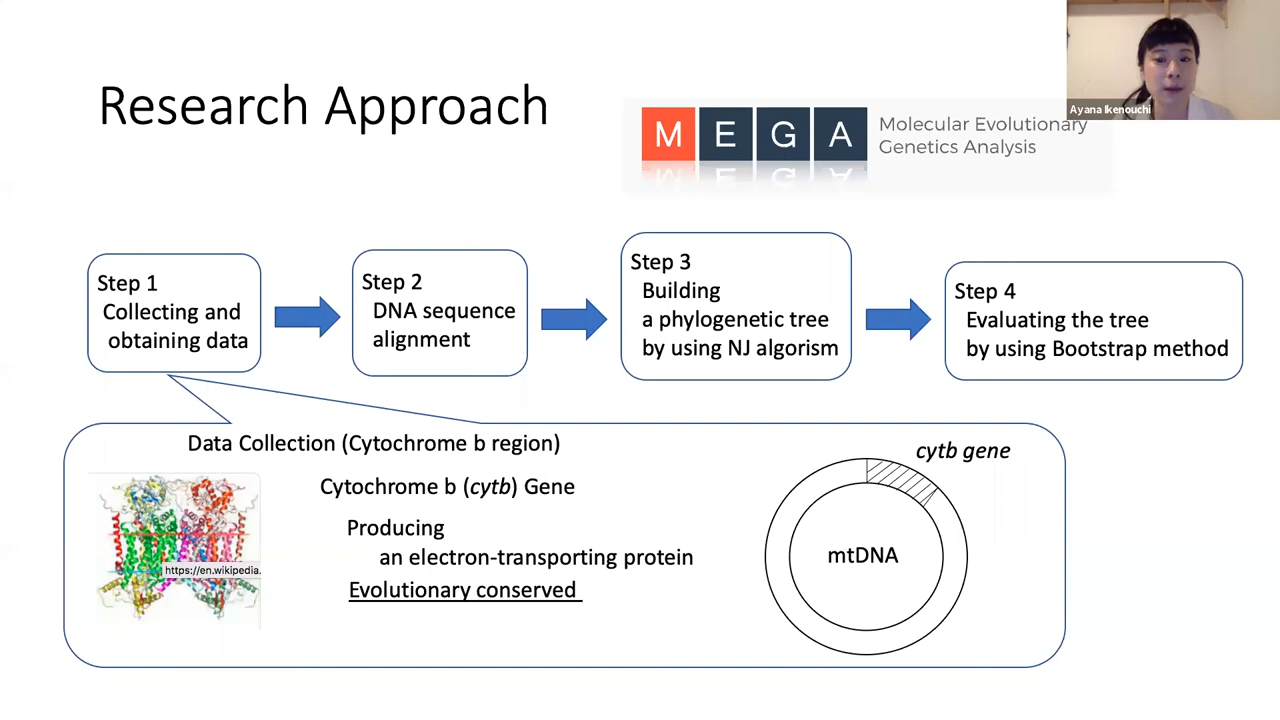 Research Approach
M E G A
Molecular Evolutionary
Genetics Analysis
Ayana Ikenouchi
Step 1
Collecting and
obtaining data
Step 2
DNA sequence
alignment
Step 3
Building
a phylogenetic tree
by using NJ algorism
Step 4
Evaluating the tree
by using Bootstrap method
Data Collection (Cytochrome b region)
Cytochrome b (cytb) Gene
Producing
an electron-transporting protein
Evolutionary conserved
https://en.wikipedia.
cytb gene
mtDNA